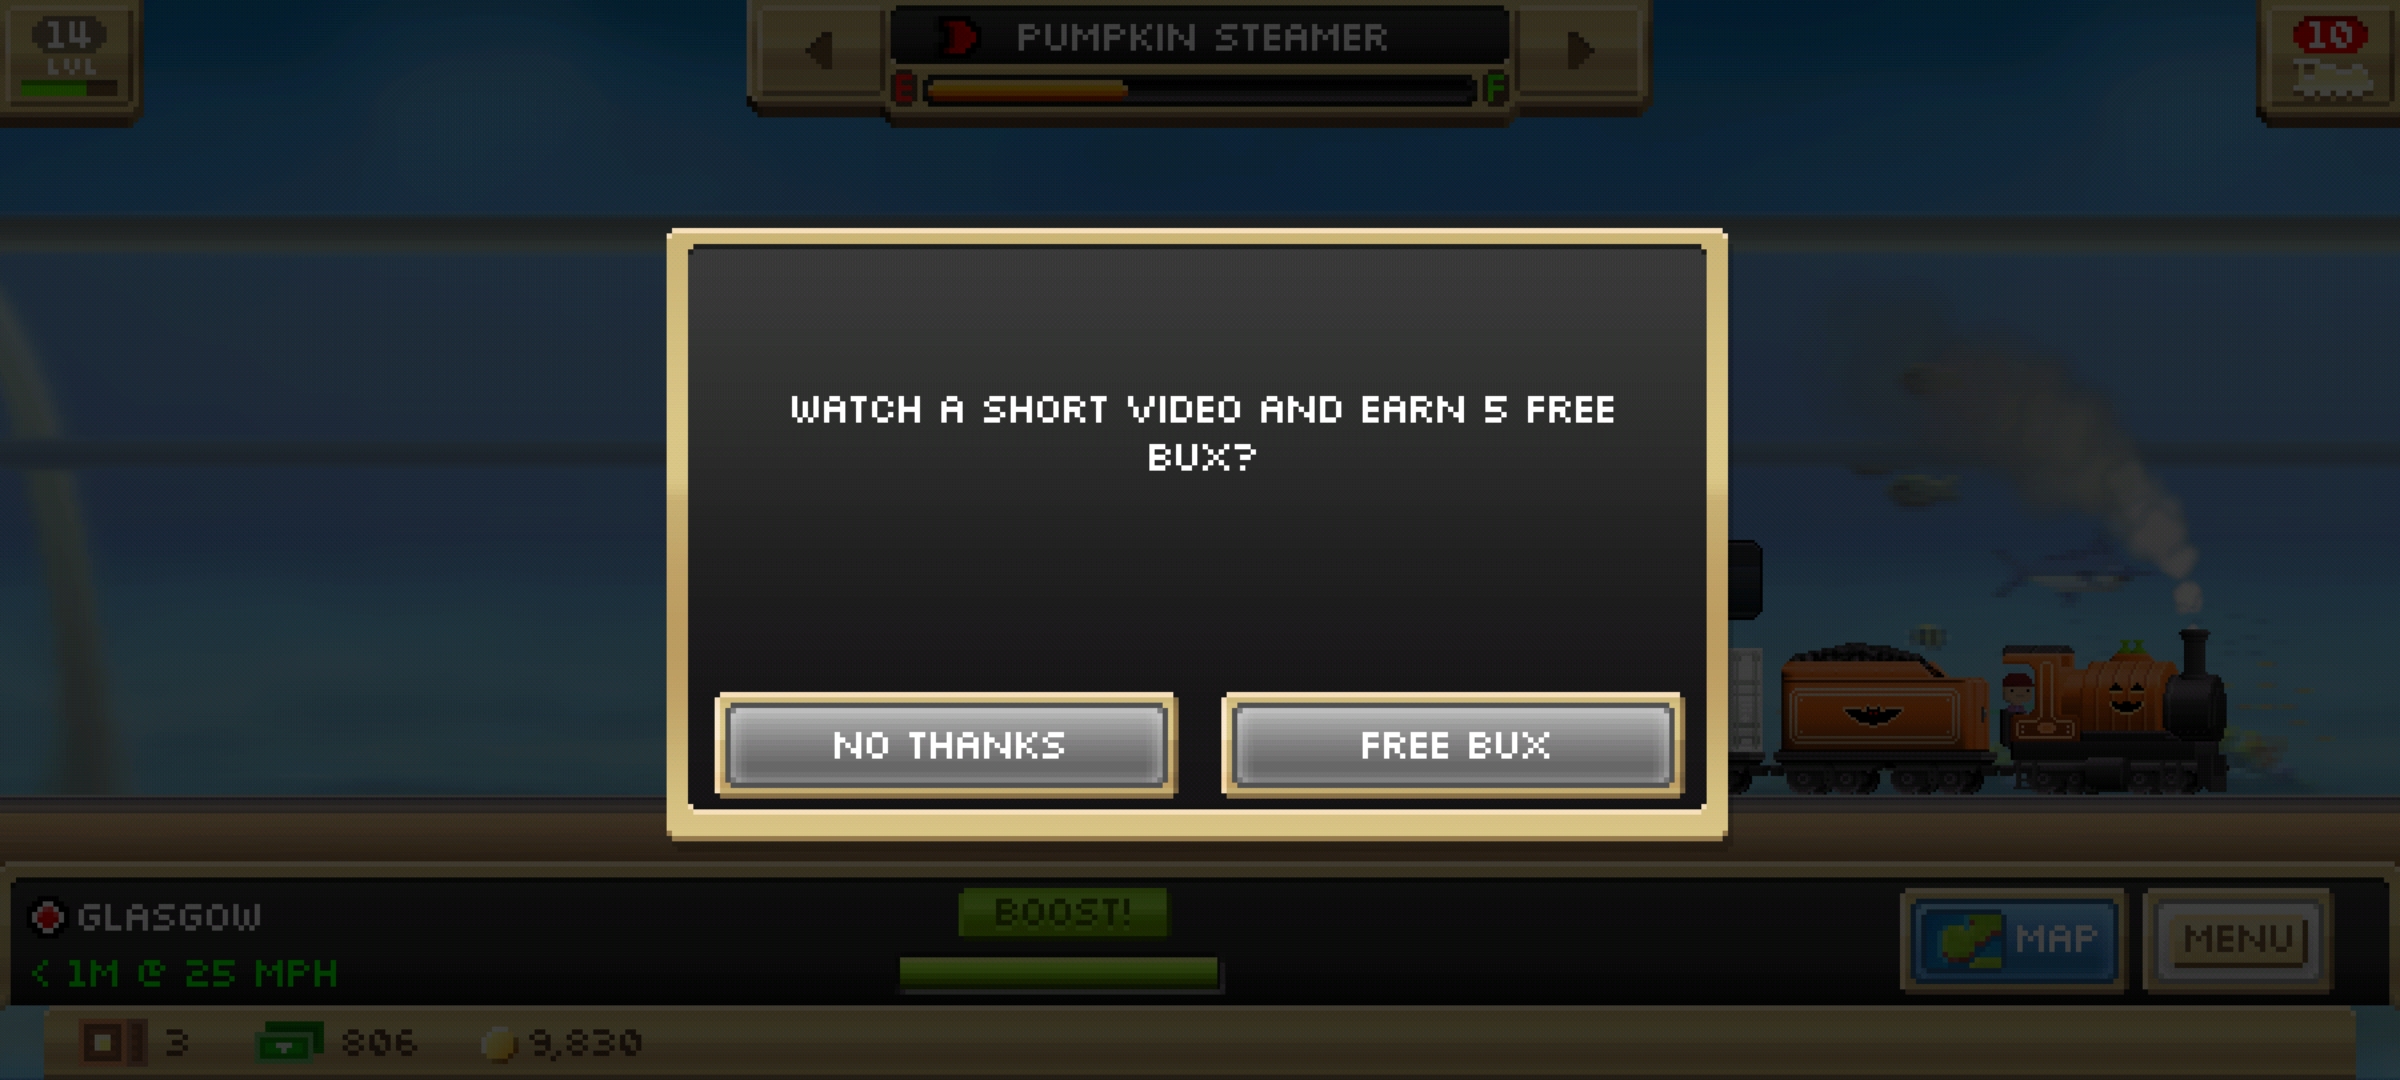 14
LVL
PUMPKIN STEAMER
E F
10
WATCH A SHORT VIDEO AND EARN 5 FREE
BUX?
NO THANKS
FREE BUX
GLASGOW
< 1M @ 25 MPH
BOOST!
MAP
MENU
3
806
9,830